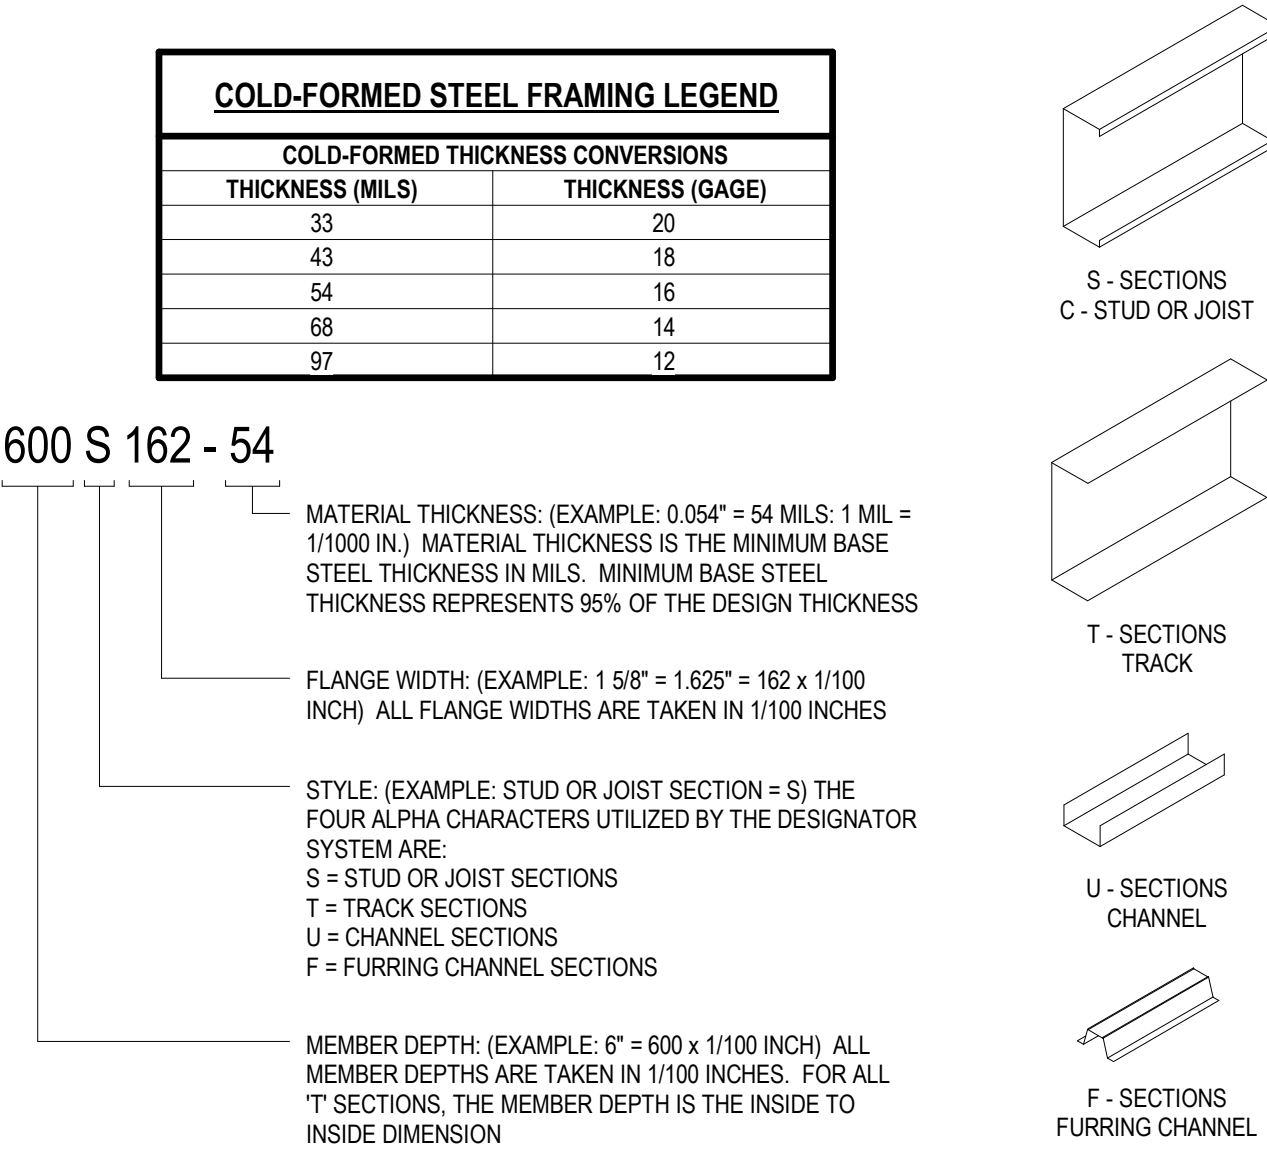 COLD-FORMED STEEL FRAMING LEGEND
COLD-FORMED THICKNESS CONVERSIONS
THICKNESS (MILS) THICKNESS (GAGE)
33 20
43 18
54 16
68 14
97 12
600 S 162 - 54
MATERIAL THICKNESS: (EXAMPLE: 0.054" = 54 MILS: 1 MIL =
1/1000 IN.) MATERIAL THICKNESS IS THE MINIMUM BASE
STEEL THICKNESS IN MILS. MINIMUM BASE STEEL
THICKNESS REPRESENTS 95% OF THE DESIGN THICKNESS
FLANGE WIDTH: (EXAMPLE: 1 5/8" = 1.625" = 162 x 1/100
INCH) ALL FLANGE WIDTHS ARE TAKEN IN 1/100 INCHES
STYLE: (EXAMPLE: STUD OR JOIST SECTION = S) THE
FOUR ALPHA CHARACTERS UTILIZED BY THE DESIGNATOR
SYSTEM ARE:
S = STUD OR JOIST SECTIONS
T = TRACK SECTIONS
U = CHANNEL SECTIONS
F = FURRING CHANNEL SECTIONS
MEMBER DEPTH: (EXAMPLE: 6" = 600 x 1/100 INCH) ALL
MEMBER DEPTHS ARE TAKEN IN 1/100 INCHES. FOR ALL
'T' SECTIONS, THE MEMBER DEPTH IS THE INSIDE TO
INSIDE DIMENSION
S - SECTIONS
C - STUD OR JOIST
T - SECTIONS
TRACK
U - SECTIONS
CHANNEL
F - SECTIONS
FURRING CHANNEL